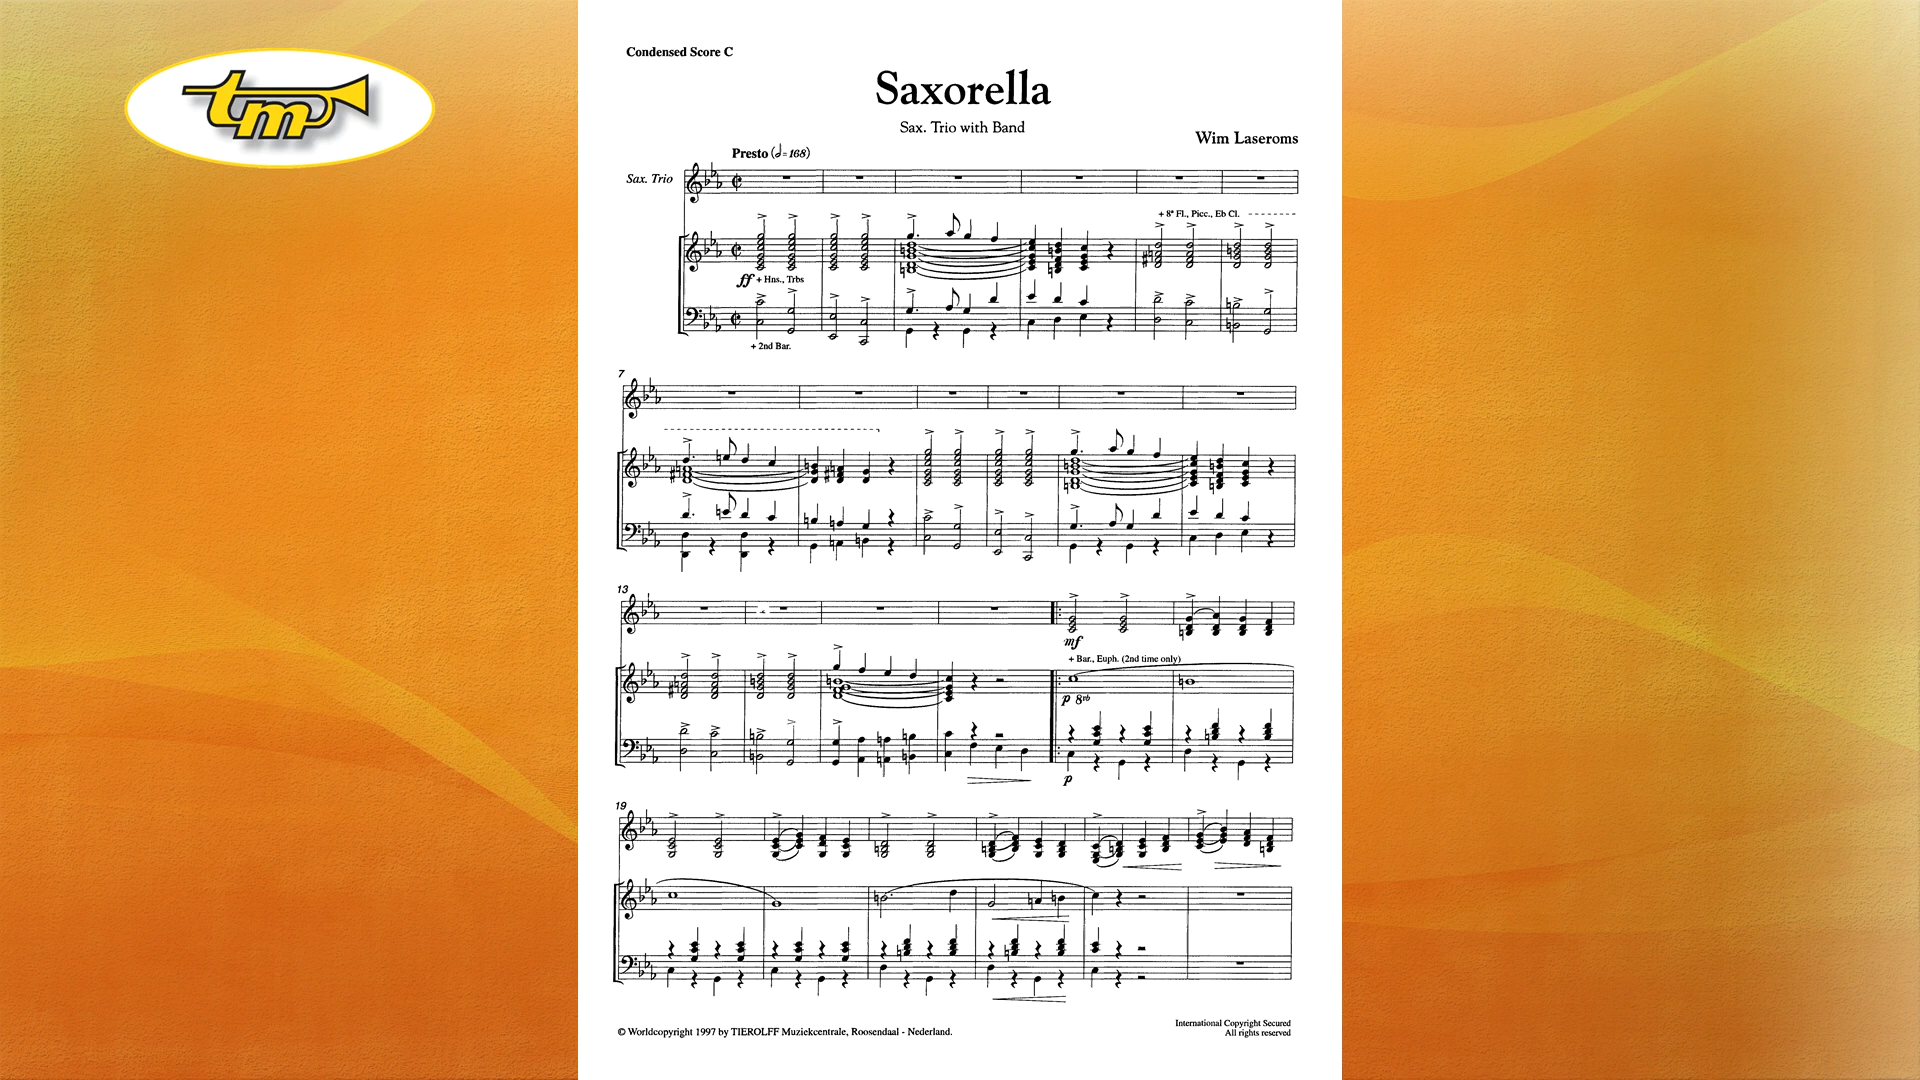 tm
Condensed Score C
Saxorella
Sax. Trio with Band
Wim Laseroms
Presto (𝅗𝅥=168)
Sax. Trio
+ 8ª Fl., Picc., Eb Cl.
ff + Hns., Trbs
+ 2nd Bar.
7
13
mf
+ Bar., Euph. (2nd time only)
p 8vb
p
19
International Copyright Secured
© Worldcopyright 1997 by TIEROLFF Muziekcentrale, Roosendaal - Nederland.
All rights reserved